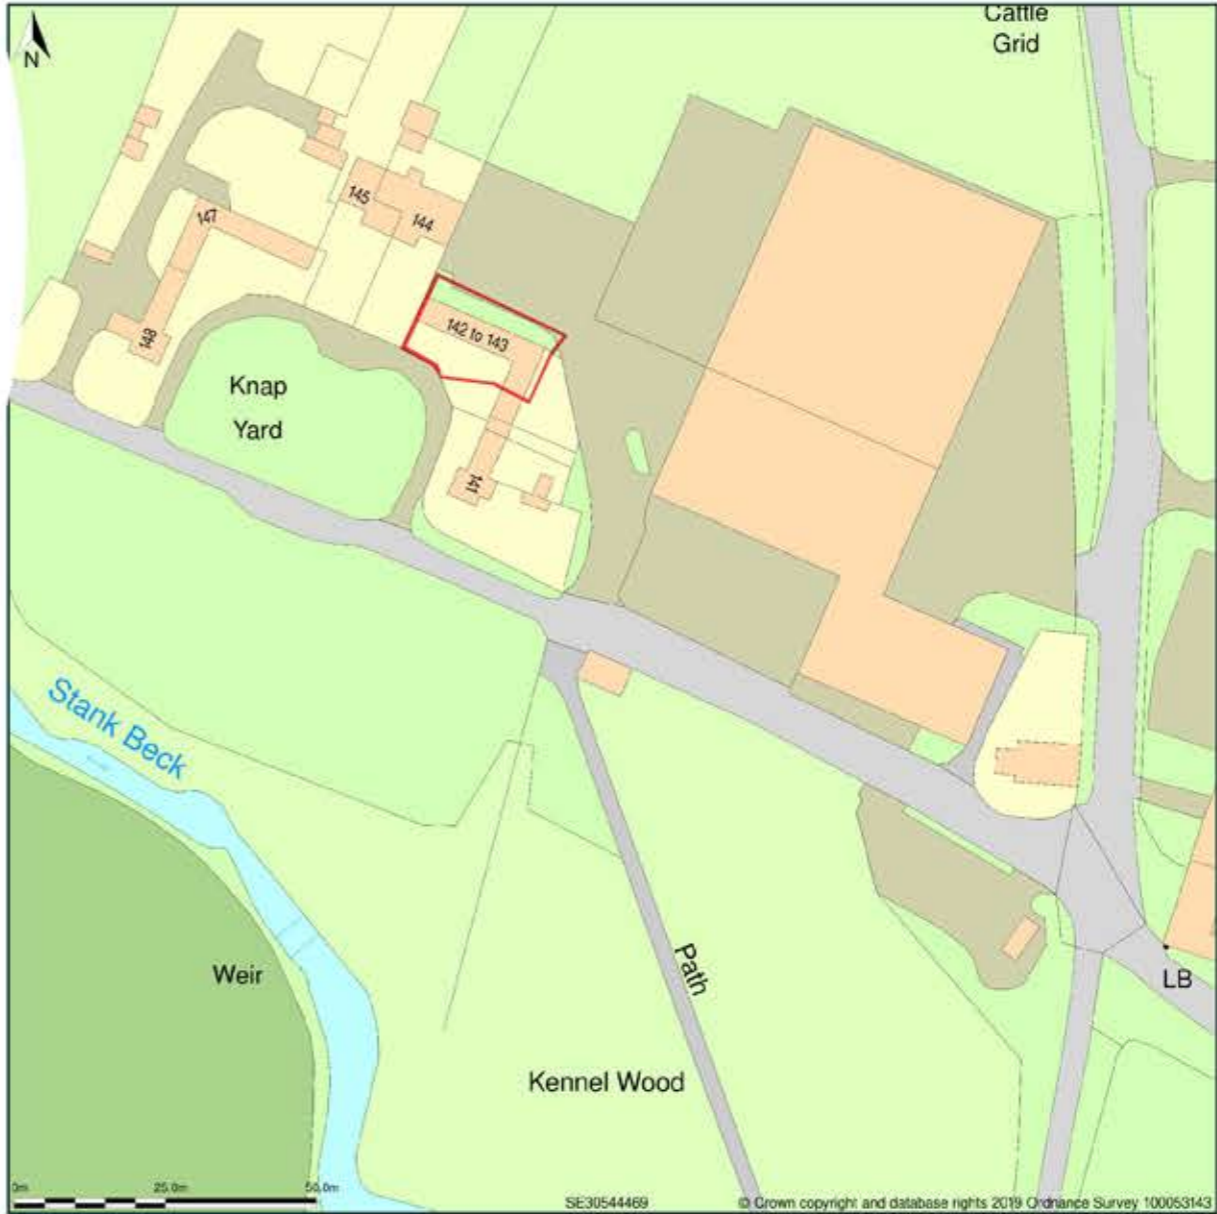 Cattle
Grid
N
145
144
147
142 to 143
148
Knap
Yard
141
Stank Beck
Weir
Path
LB
Kennel Wood
0m
25.0m
50.0m
SE30544469
© Crown copyright and database rights 2019 Ordnance Survey 100053143